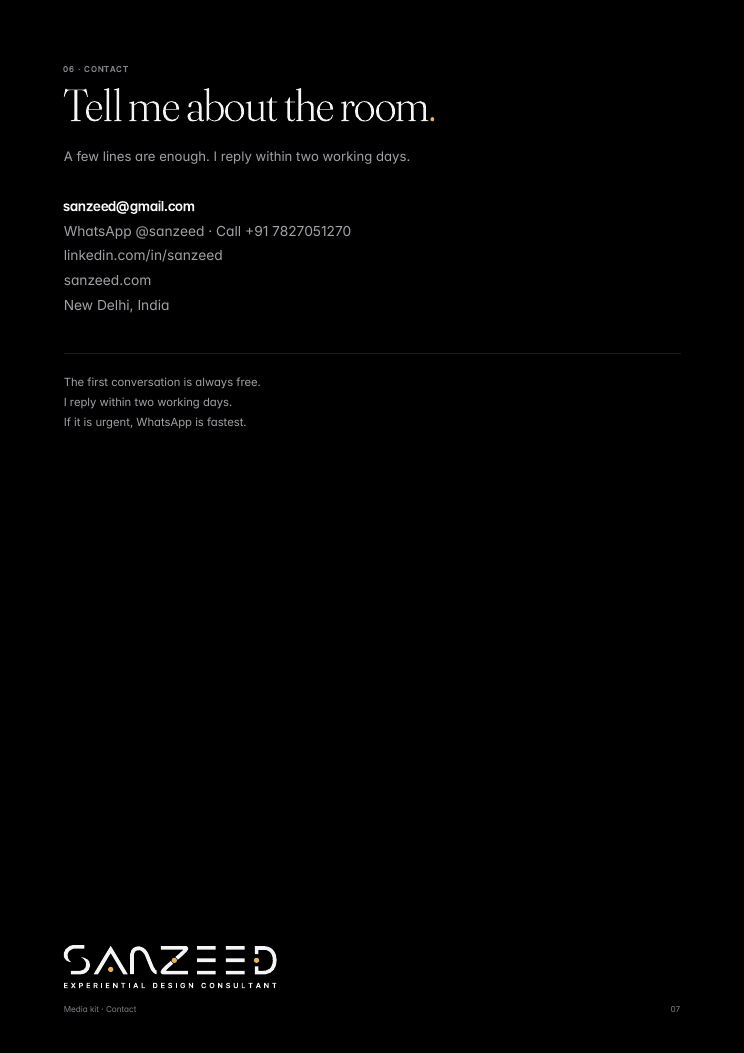 06 · CONTACT
Tell me about the room.
A few lines are enough. I reply within two working days.
sanzeed@gmail.com
WhatsApp @sanzeed · Call +91 7827051270
linkedin.com/in/sanzeed
sanzeed.com
New Delhi, India
The first conversation is always free.
I reply within two working days.
If it is urgent, WhatsApp is fastest.
SANZEED
EXPERIENTIAL DESIGN CONSULTANT
Media kit · Contact
07